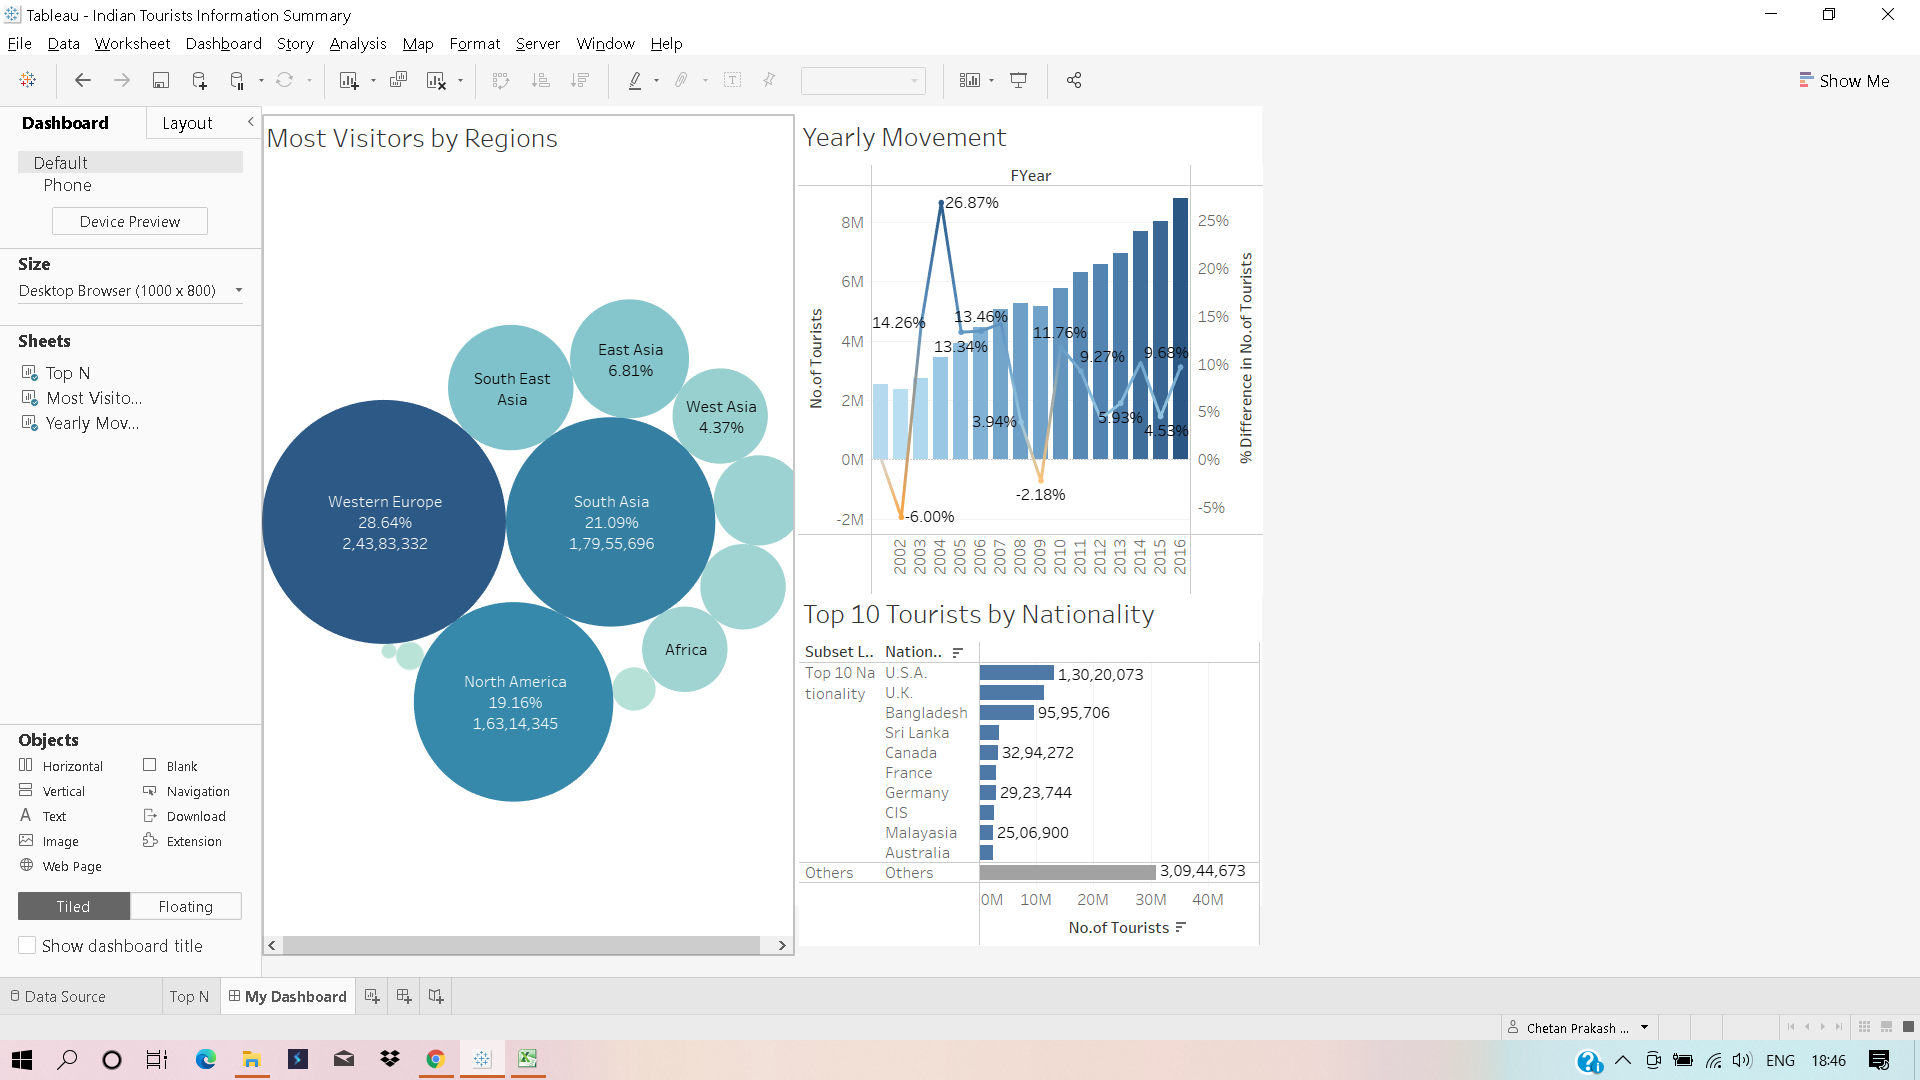 Tableau - Indian Tourists Information Summary
File Data Worksheet Dashboard Story Analysis Map Format Server Window Help
Show Me
Dashboard
Layout
Default
Phone
Device Preview
Size
Desktop Browser (1000 x 800)
Sheets
Top N
Most Visito...
Yearly Mov...
Objects
Horizontal
Blank
Vertical
Navigation
Text
Download
Image
Extension
Web Page
Tiled
Floating
Show dashboard title
Most Visitors by Regions
East Asia
6.81%
South East
Asia
West Asia
4.37%
Western Europe
28.64%
2,43,83,332
South Asia
21.09%
1,79,55,696
Africa
North America
19.16%
1,63,14,345
Yearly Movement
FYear
8M
6M
4M
2M
0M
-2M
No.of Tourists
26.87%
14.26%
13.46%
13.34%
11.76%
9.27%
9.68%
3.94%
5.93%
4.53%
-2.18%
-6.00%
25%
20%
15%
10%
5%
0%
-5%
% Difference in No.of Tourists
2002
2003
2004
2005
2006
2007
2008
2009
2010
2011
2012
2013
2014
2015
2016
Top 10 Tourists by Nationality
Subset L.. Nation..
Top 10 Na
tionality
U.S.A. 1,30,20,073
U.K.
Bangladesh 95,95,706
Sri Lanka
Canada 32,94,272
France
Germany 29,23,744
CIS
Malayasia 25,06,900
Australia
Others Others 3,09,44,673
0M 10M 20M 30M 40M
No.of Tourists
Data Source
Top N
My Dashboard
Chetan Prakash ...
ENG
18:46